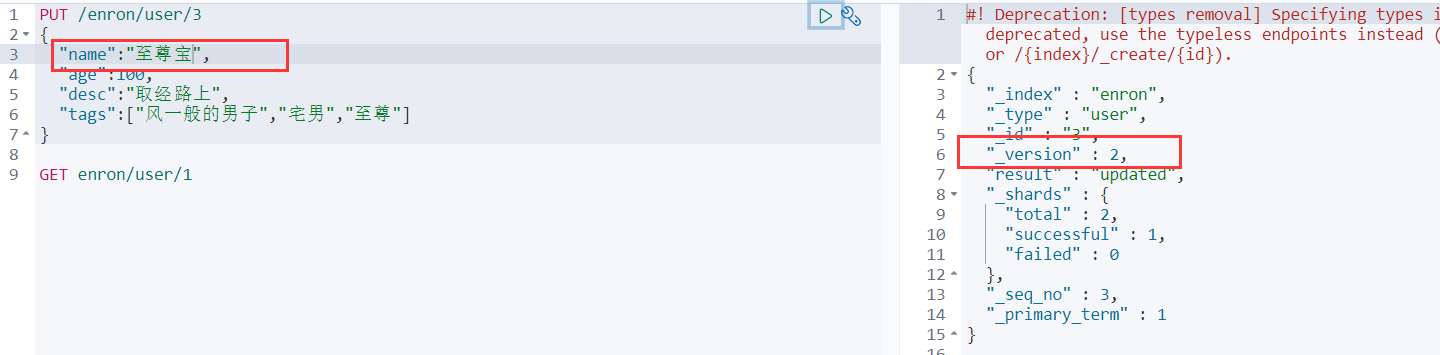 1 PUT /enron/user/3
2 {
3 "name":"至尊宝",
4 "age":100,
5 "desc":"取经路上",
6 "tags":["风一般的男子","宅男","至尊"]
7 }
8
9 GET enron/user/1
1 #! Deprecation: [types removal] Specifying types i
deprecated, use the typeless endpoints instead (
or /{index}/_create/{id}).
2 {
3 "_index" : "enron",
4 "_type" : "user",
5 "_id" : "3",
6 "_version" : 2,
7 "result" : "updated",
8 "_shards" : {
9 "total" : 2,
10 "successful" : 1,
11 "failed" : 0
12 },
13 "_seq_no" : 3,
14 "_primary_term" : 1
15 }
16